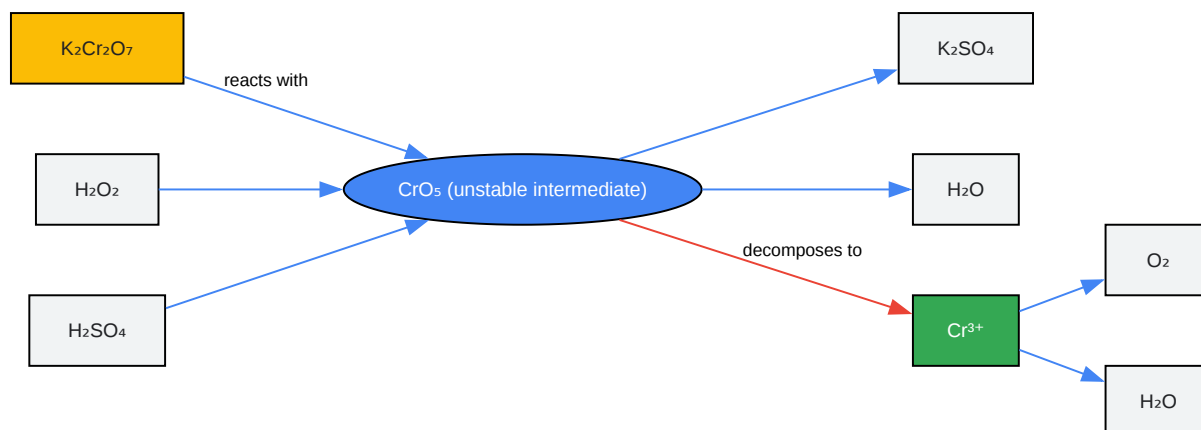 K₂Cr₂O₇
reacts with
H₂O₂
H₂SO₄
CrO₅ (unstable intermediate)
K₂SO₄
H₂O
decomposes to
Cr³⁺
O₂
H₂O